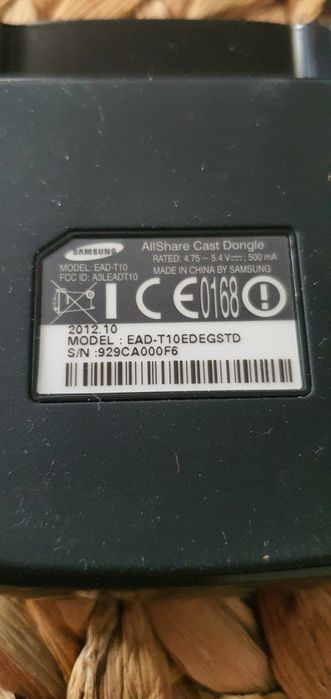 SAMSUNG
AllShare Cast Dongle
MODEL: EAD-T10
RATED: 4.75 - 5.4 V⎓; 500 mA
FCC ID: A3LEADT10
MADE IN CHINA BY SAMSUNG
CE0168
2012.10
MODEL : EAD-T10EDEGSTD
S/N :929CA000F6